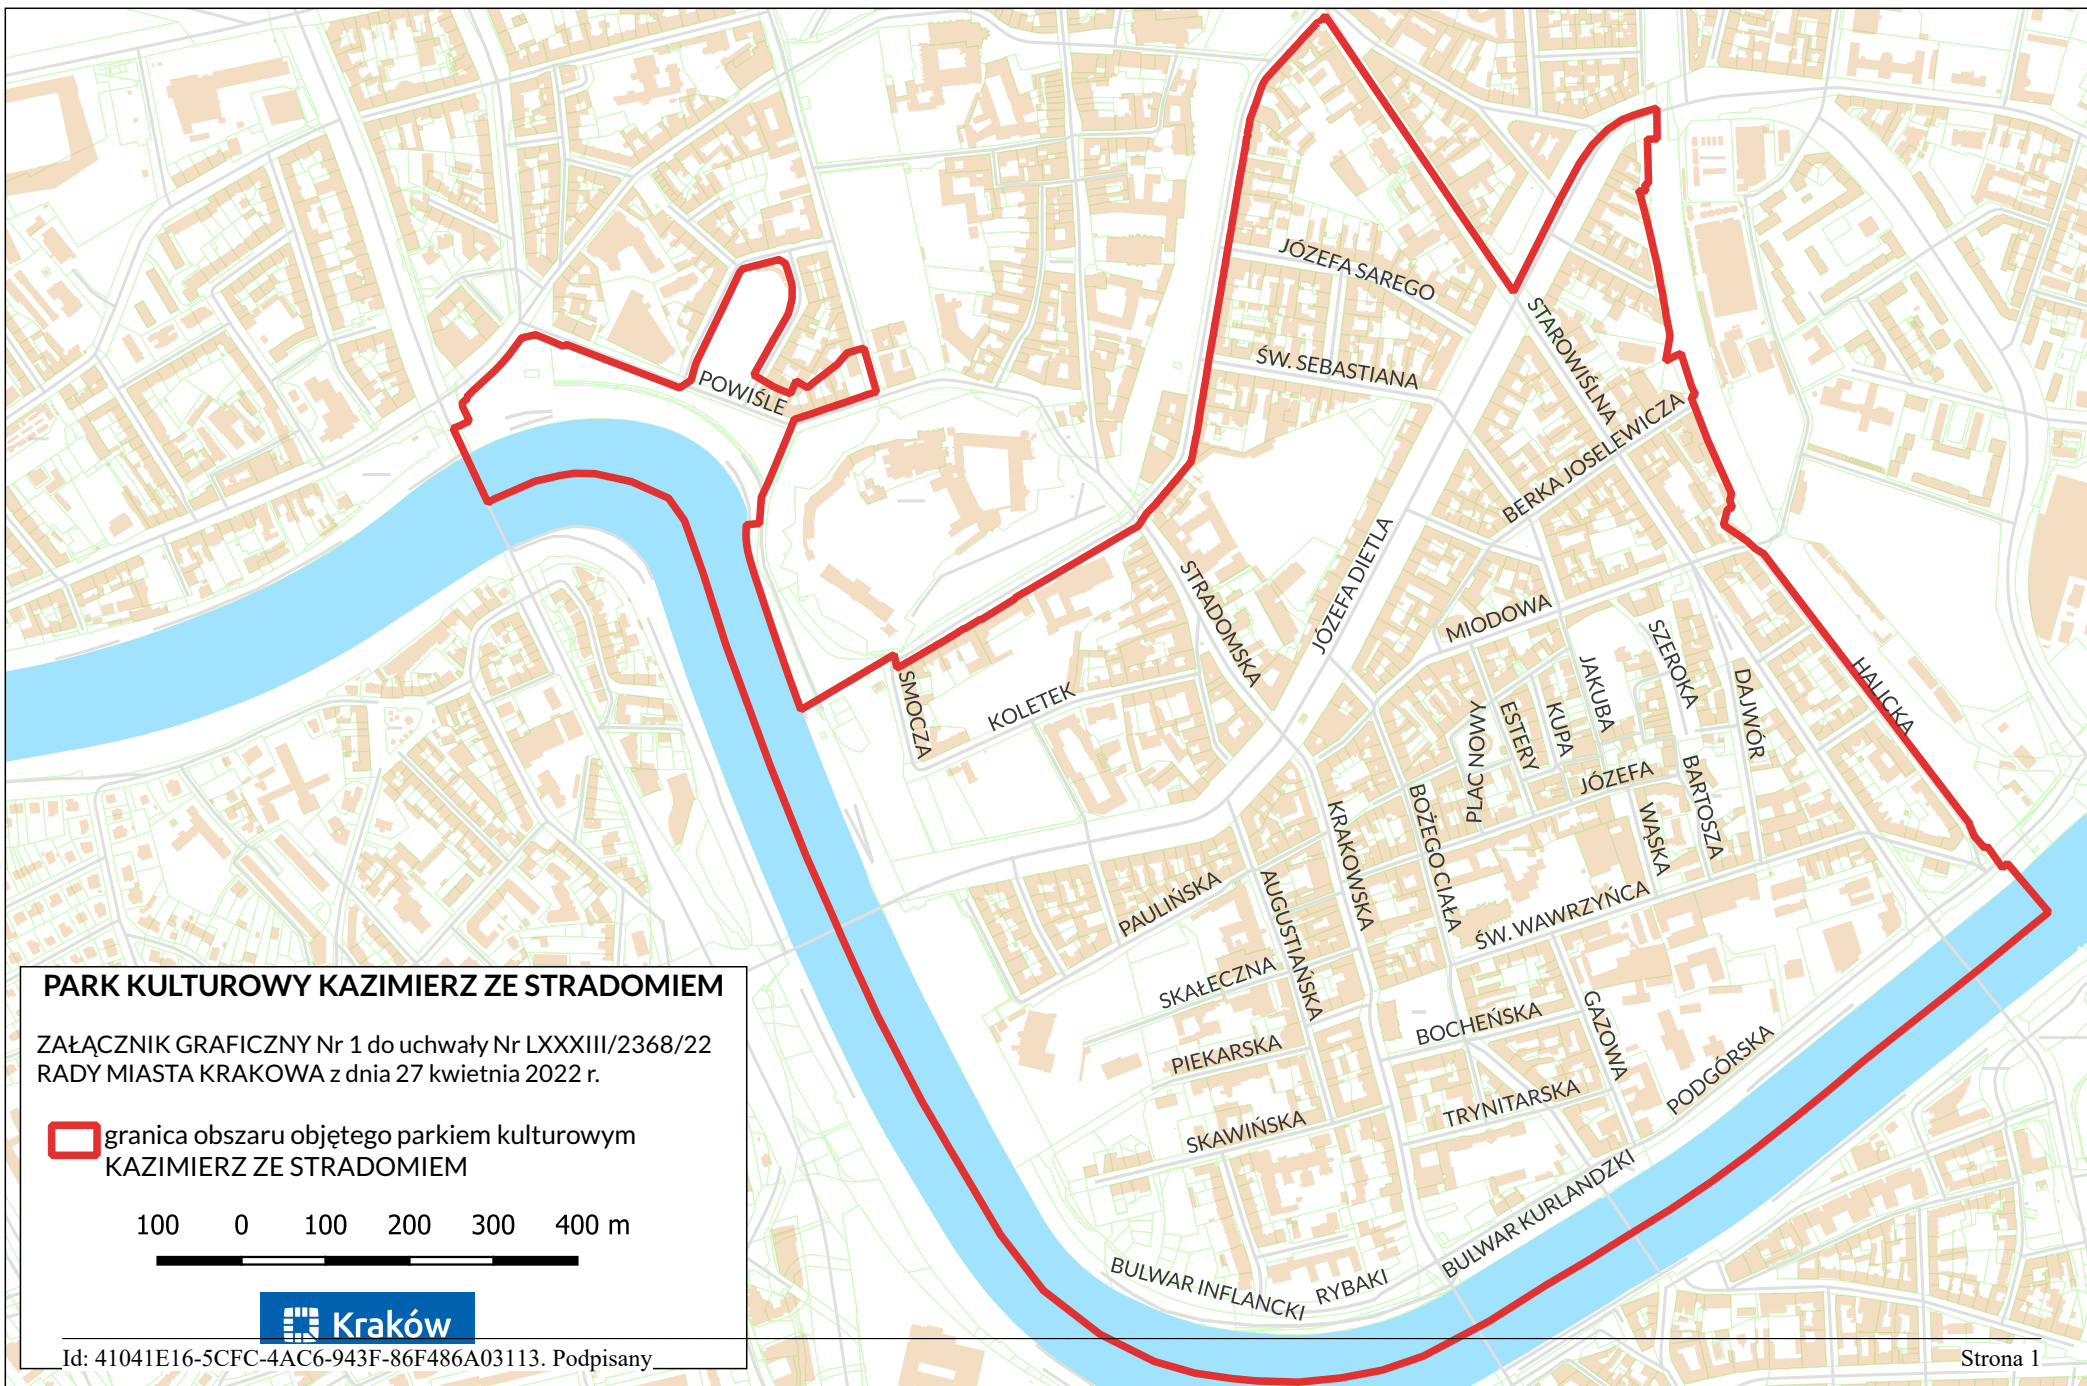 JÓZEFA SAREGO
ŚW. SEBASTIANA
STAROWIŚLNA
POWIŚLE
BERKA JOSELEWICZA
STRADOMSKA
JÓZEFA DIETLA
MIODOWA
SZEROKA
JAKUBA
DAJWÓR
HALICKA
SMOCZA
KOLETEK
PLAC NOWY
ESTERY
KUPA
JÓZEFA
BARTOSZA
WĄSKA
BOŻEGO CIAŁA
KRAKOWSKA
AUGUSTIAŃSKA
PAULIŃSKA
ŚW. WAWRZYŃCA
SKAŁECZNA
BOCHEŃSKA
GAZOWA
PIEKARSKA
PODGÓRSKA
TRYNITARSKA
SKAWIŃSKA
BULWAR KURLANDZKI
BULWAR INFLANCKI
RYBAKI
PARK KULTUROWY KAZIMIERZ ZE STRADOMIEM
ZAŁĄCZNIK GRAFICZNY Nr 1 do uchwały Nr LXXXIII/2368/22
RADY MIASTA KRAKOWA z dnia 27 kwietnia 2022 r.
granica obszaru objętego parkiem kulturowym
KAZIMIERZ ZE STRADOMIEM
100 0 100 200 300 400 m
Kraków
Id: 41041E16-5CFC-4AC6-943F-86F486A03113. Podpisany
Strona 1